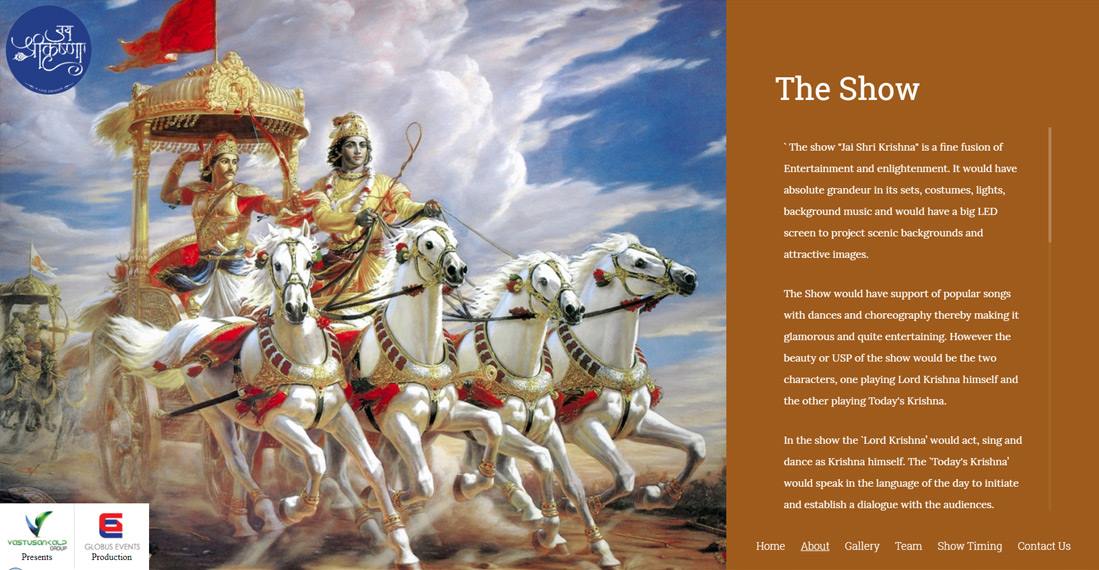 जय
श्रीकृष्णा
The Show
` The show "Jai Shri Krishna" is a fine fusion of
Entertainment and enlightenment. It would have
absolute grandeur in its sets, costumes, lights,
background music and would have a big LED
screen to project scenic backgrounds and
attractive images.
The Show would have support of popular songs
with dances and choreography thereby making it
glamorous and quite entertaining. However the
beauty or USP of the show would be the two
characters, one playing Lord Krishna himself and
the other playing Today's Krishna.
In the show the `Lord Krishna' would act, sing and
dance as Krishna himself. The `Today's Krishna'
would speak in the language of the day to initiate
and establish a dialogue with the audiences.
VASTUSANKALP
GROUP
Presents
GLOBUS EVENTS
Production
Home About Gallery Team Show Timing Contact Us